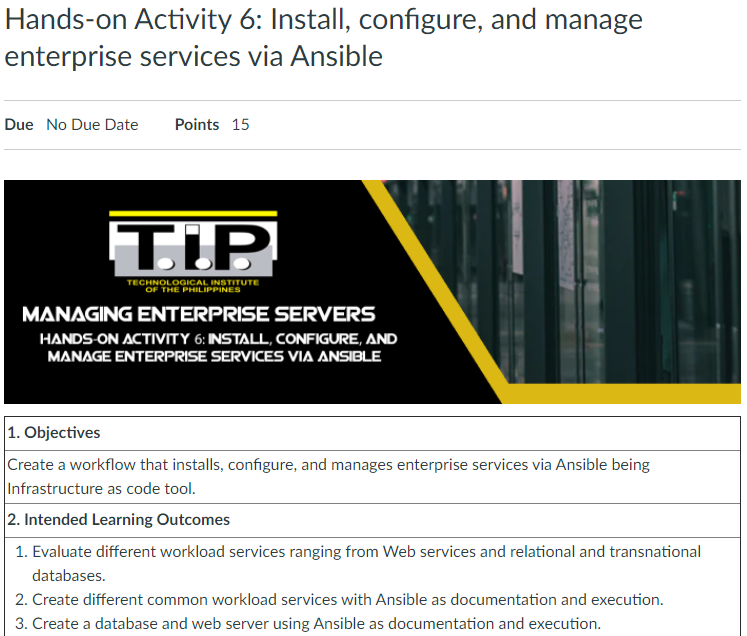 Hands-on Activity 6: Install, configure, and manage
enterprise services via Ansible
Due No Due Date Points 15
T.I.P.
TECHNOLOGICAL INSTITUTE
OF THE PHILIPPINES
MANAGING ENTERPRISE SERVERS
HANDS-ON ACTIVITY 6: INSTALL, CONFIGURE, AND
MANAGE ENTERPRISE SERVICES VIA ANSIBLE
1. Objectives
Create a workflow that installs, configure, and manages enterprise services via Ansible being
Infrastructure as code tool.
2. Intended Learning Outcomes
1. Evaluate different workload services ranging from Web services and relational and transnational
databases.
2. Create different common workload services with Ansible as documentation and execution.
3. Create a database and web server using Ansible as documentation and execution.